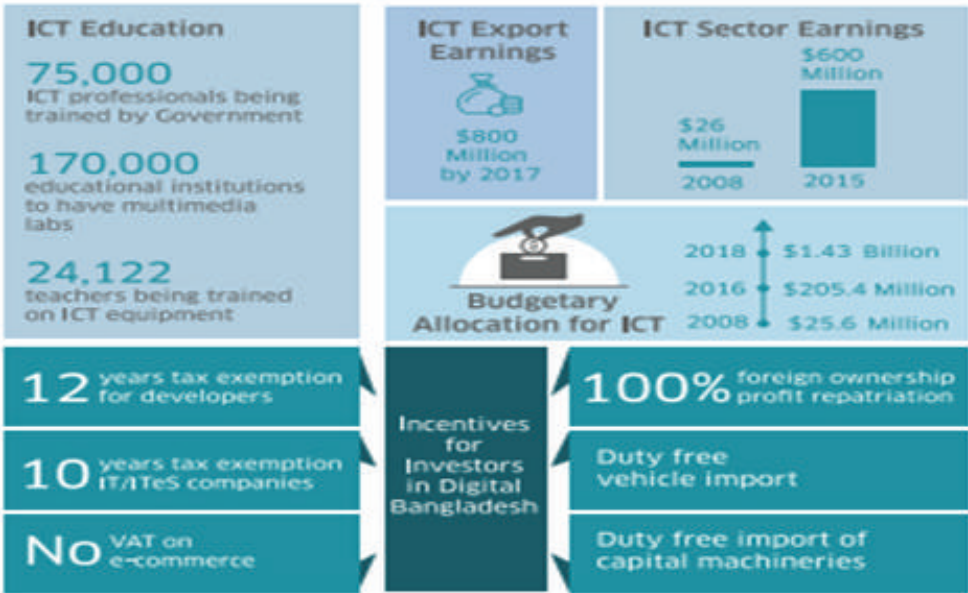 ICT Education
75,000
ICT professionals being
trained by Government
170,000
educational institutions
to have multimedia
labs
24,122
teachers being trained
on ICT equipment
ICT Export
Earnings
$800
Million
by 2017
ICT Sector Earnings
$26
Million
2008
$600
Million
2015
Budgetary
Allocation for ICT
2018 $1.43 Billion
2016 $205.4 Million
2008 $25.6 Million
12 years tax exemption
for developers
10 years tax exemption
IT/ITeS companies
No VAT on
e-commerce
Incentives
for
Investors
in Digital
Bangladesh
100% foreign ownership
profit repatriation
Duty free
vehicle import
Duty free import of
capital machineries